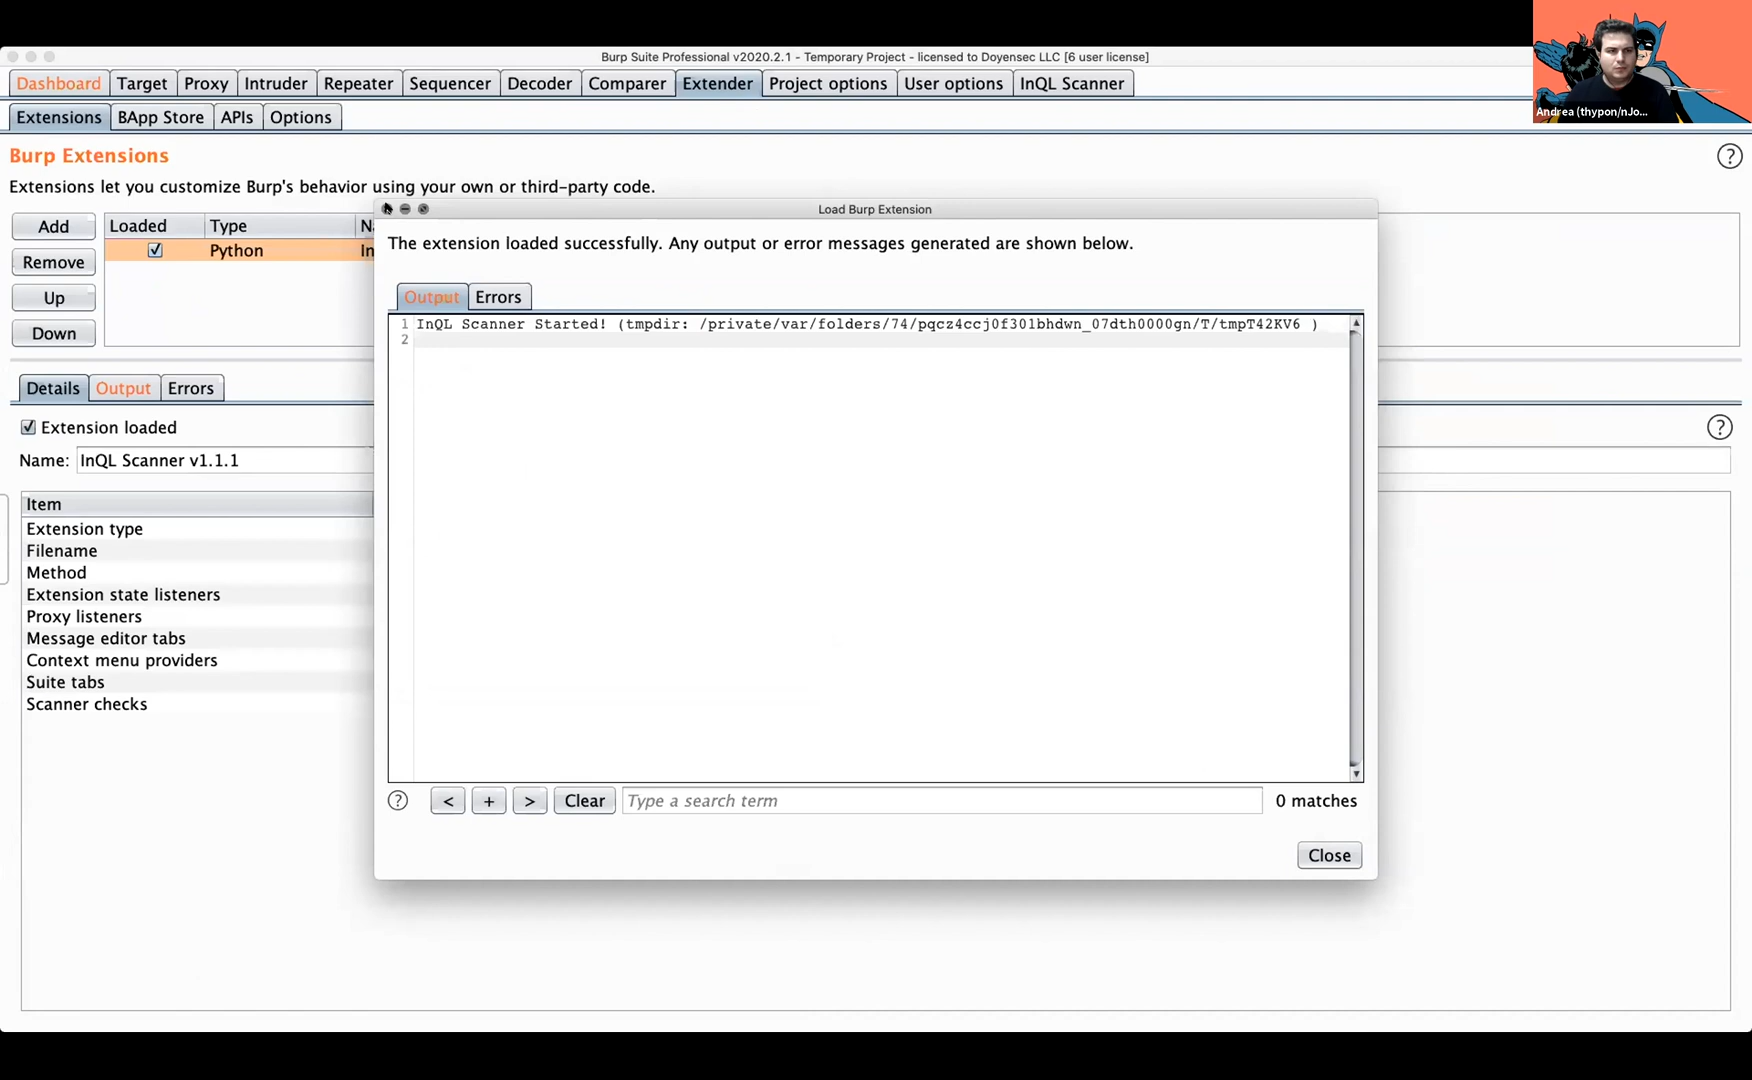 Burp Suite Professional v2020.2.1 - Temporary Project - licensed to Doyensec LLC [6 user license]
Dashboard Target Proxy Intruder Repeater Sequencer Decoder Comparer Extender Project options User options InQL Scanner
Andrea (thypon/nJo...
Extensions BApp Store APIs Options
Burp Extensions
?
Extensions let you customize Burp's behavior using your own or third-party code.
Add
Remove
Up
Down
Loaded Type
Python In
Load Burp Extension
The extension loaded successfully. Any output or error messages generated are shown below.
Output Errors
1 InQL Scanner Started! (tmpdir: /private/var/folders/74/pqcz4ccj0f301bhdwn_07dth0000gn/T/tmpT42KV6 )
2
? < + > Clear Type a search term 0 matches
Close
Details Output Errors
Extension loaded
?
Name: InQL Scanner v1.1.1
Item
Extension type
Filename
Method
Extension state listeners
Proxy listeners
Message editor tabs
Context menu providers
Suite tabs
Scanner checks